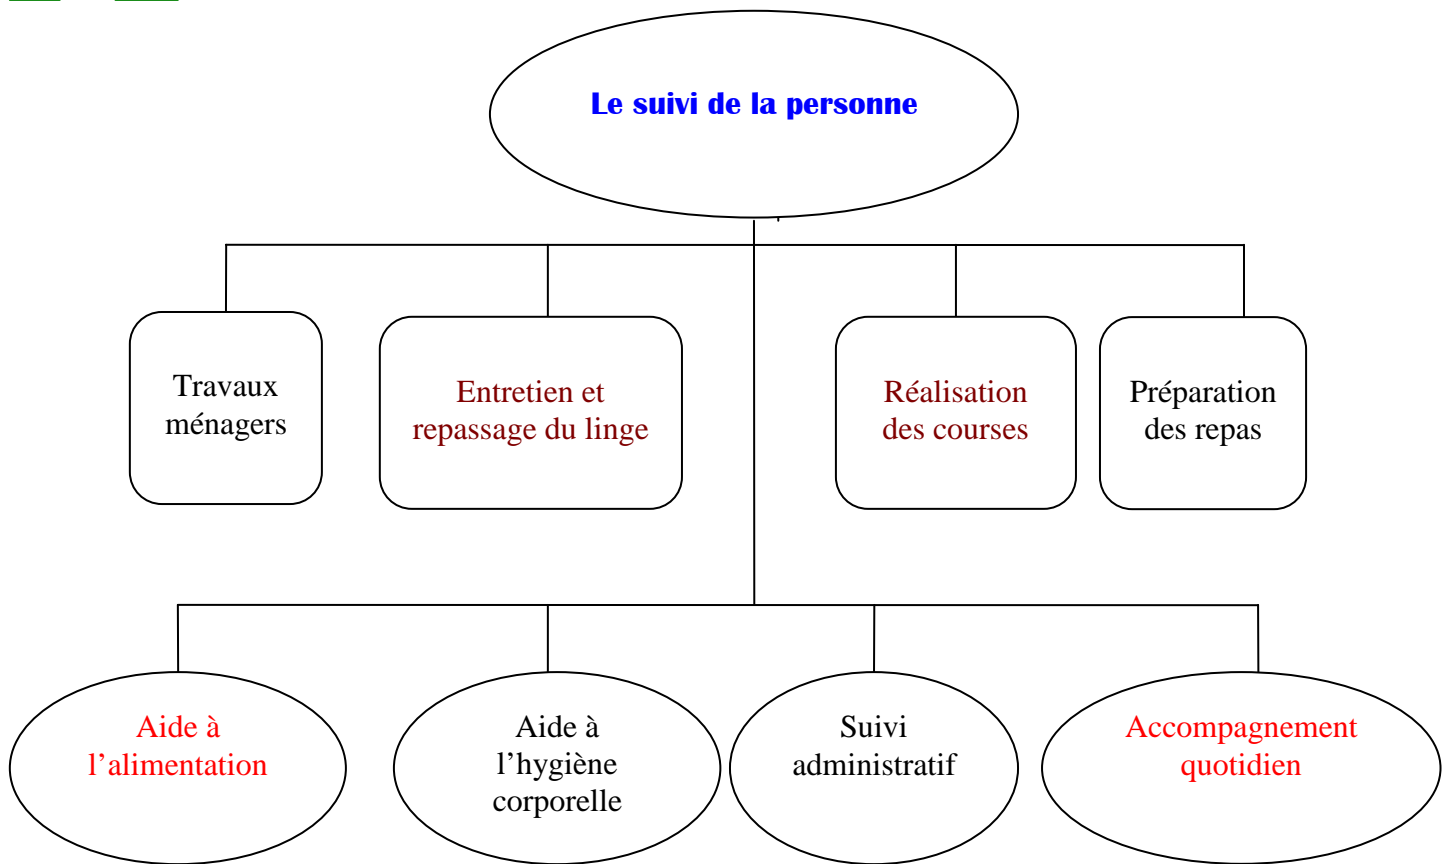 Le suivi de la personne
Travaux
ménagers
Entretien et
repassage du linge
Réalisation
des courses
Préparation
des repas
Aide à
l’alimentation
Aide à
l’hygiène
corporelle
Suivi
administratif
Accompagnement
quotidien